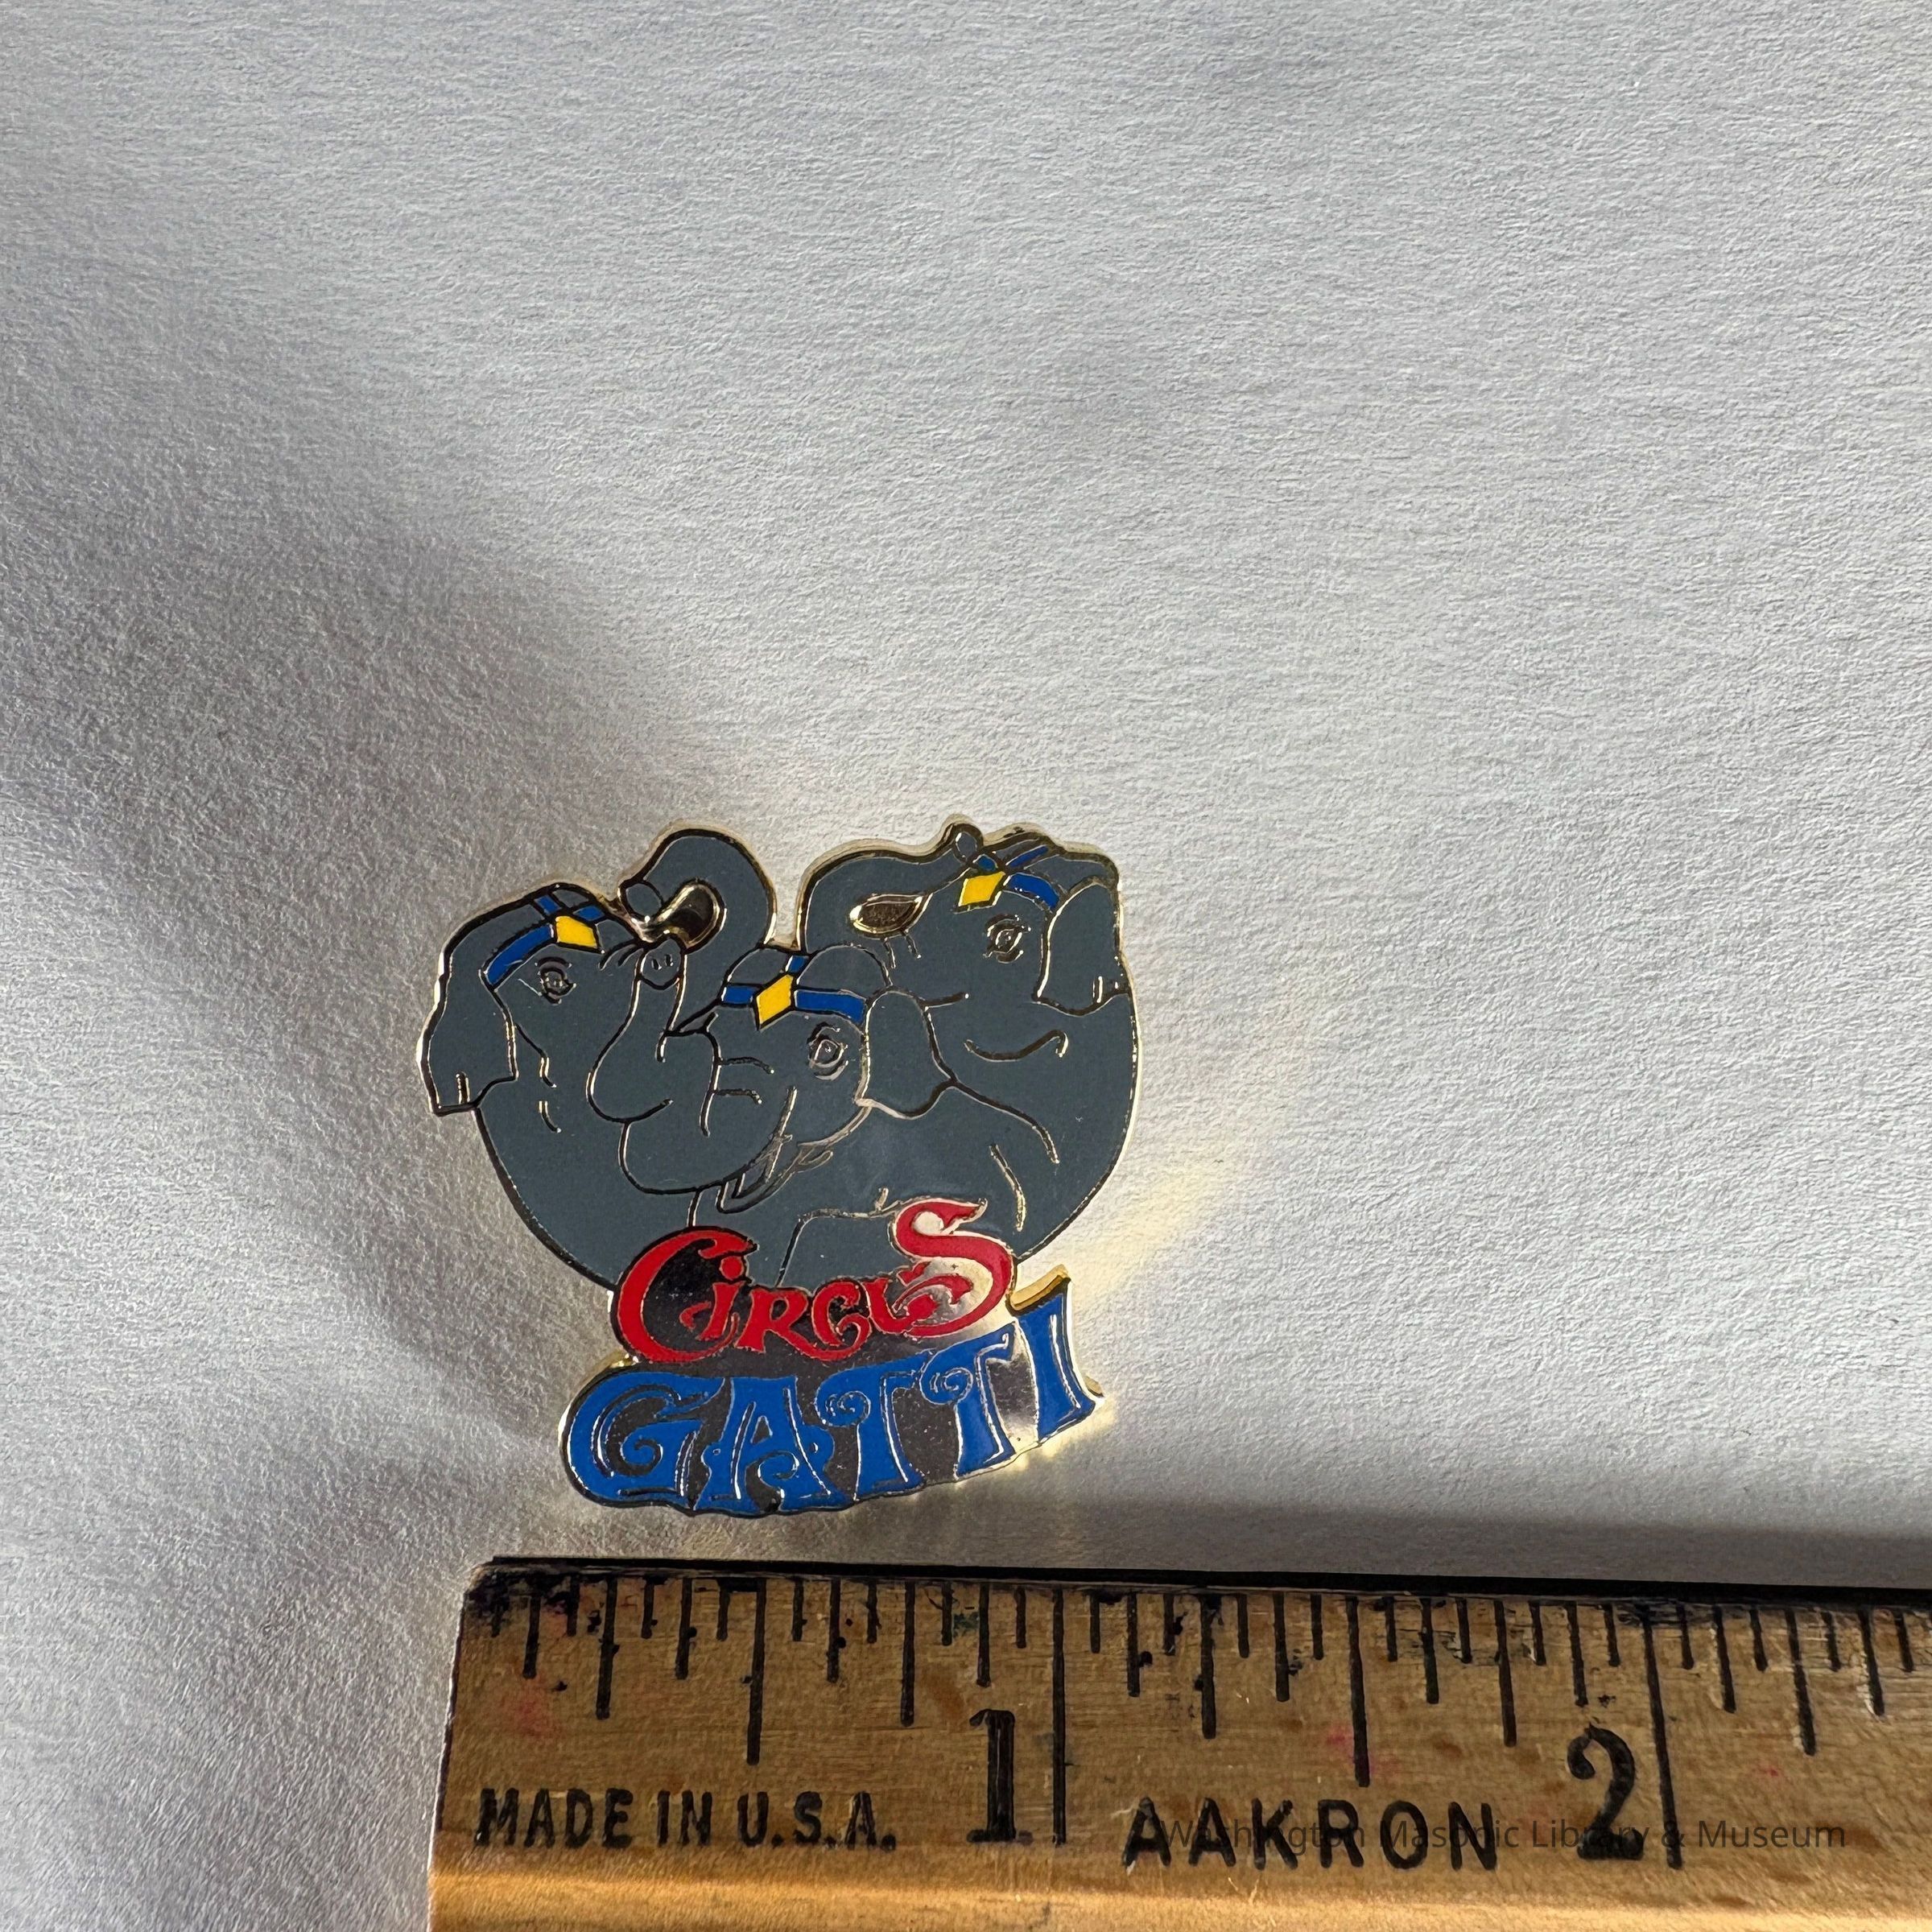 CIRCUS
GATTI
1 2
MADE IN U.S.A. AAKRON
Washington Masonic Library & Museum